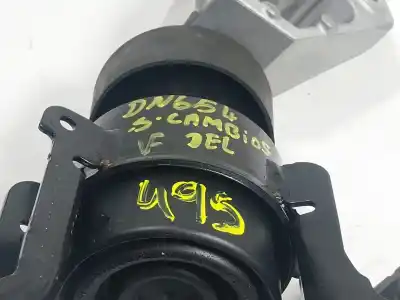 DN654
S.CAMBIOS
VF DEL
495